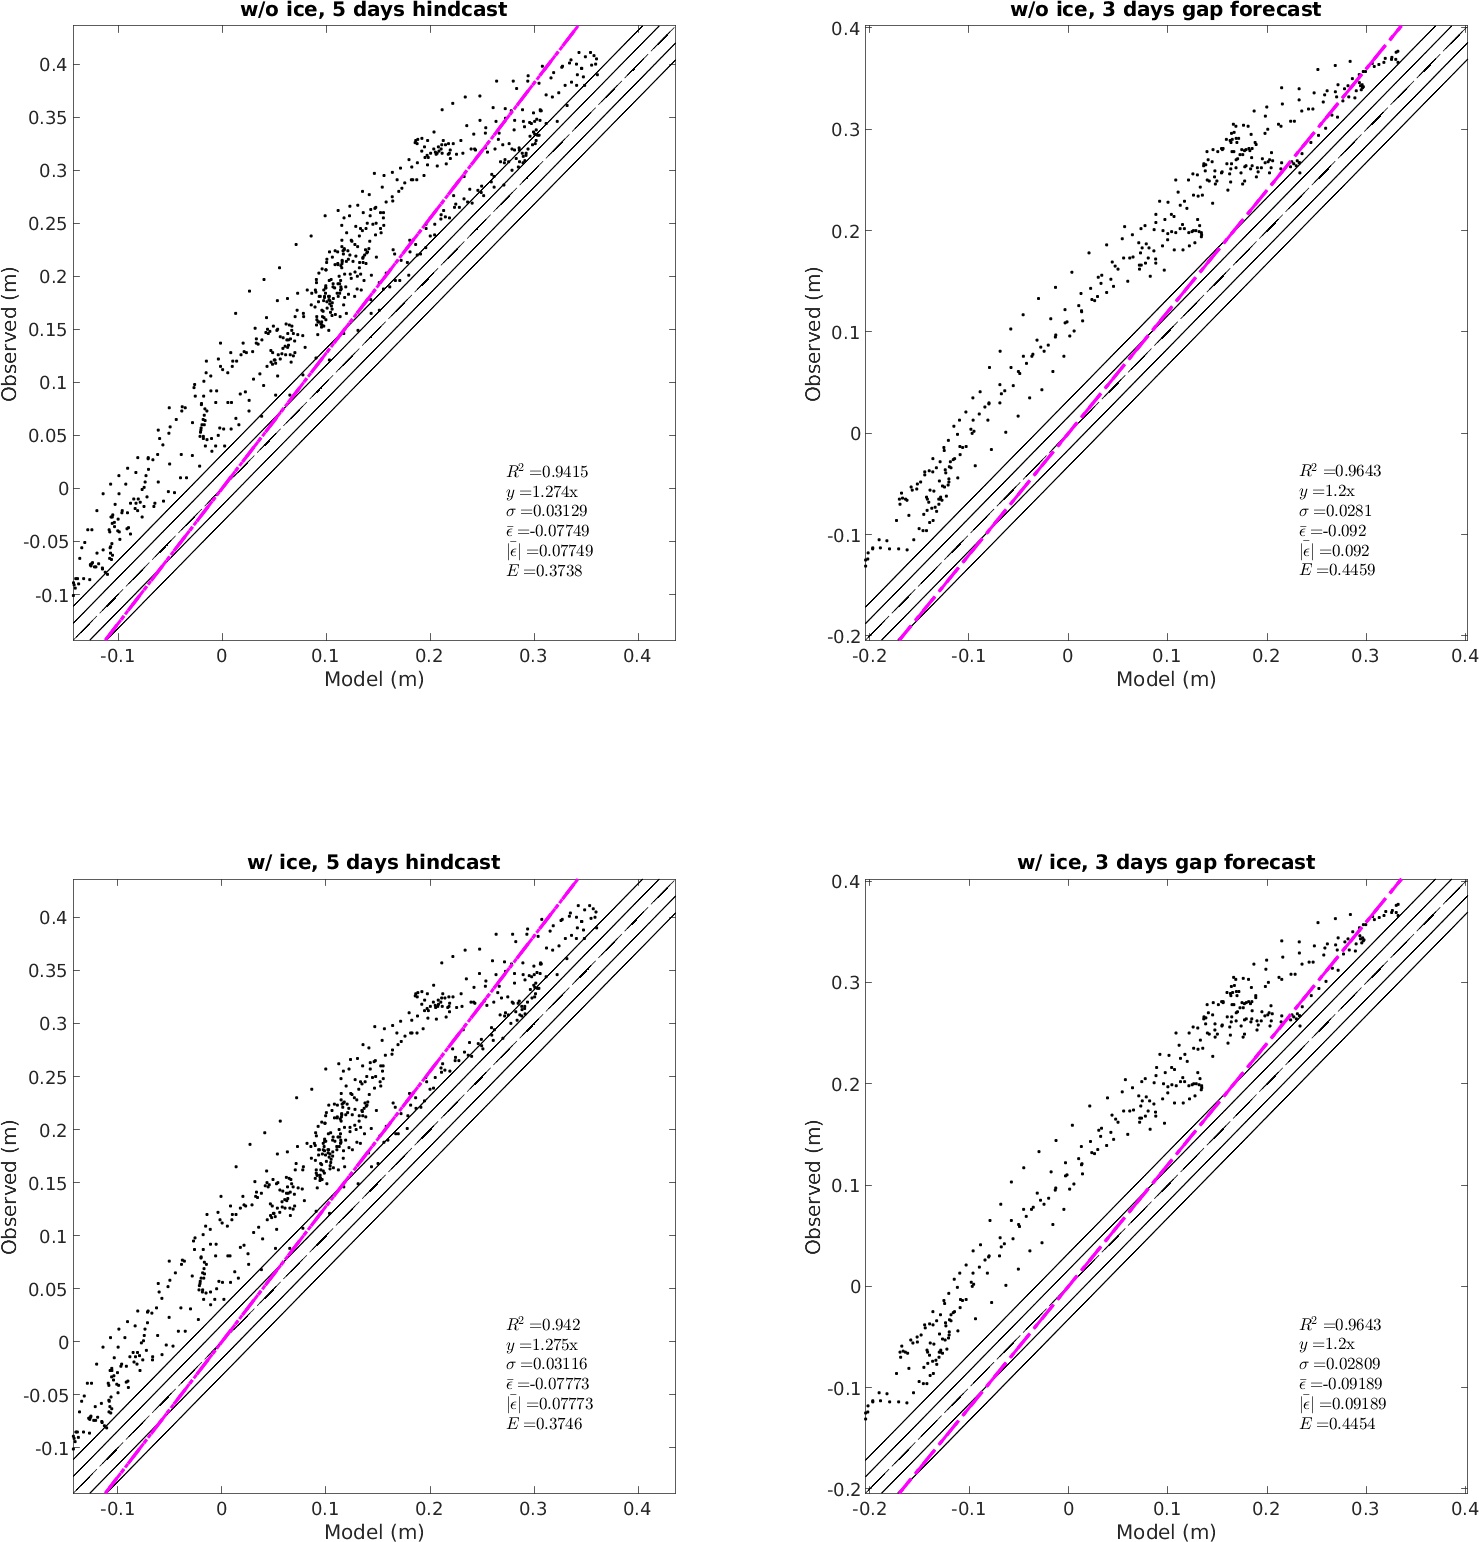 w/o ice, 5 days hindcast
0.4
0.35
0.3
0.25
0.2
0.15
0.1
0.05
0
-0.05
-0.1
Observed (m)
R² =0.9415
y =1.274x
σ =0.03129
ε̄ =-0.07749
|ε̄| =0.07749
E =0.3738
-0.1 0 0.1 0.2 0.3 0.4
Model (m)
w/o ice, 3 days gap forecast
0.4
0.3
0.2
0.1
0
-0.1
-0.2
Observed (m)
R² =0.9643
y =1.2x
σ =0.0281
ε̄ =-0.092
|ε̄| =0.092
E =0.4459
-0.2 -0.1 0 0.1 0.2 0.3 0.4
Model (m)
w/ ice, 5 days hindcast
0.4
0.35
0.3
0.25
0.2
0.15
0.1
0.05
0
-0.05
-0.1
Observed (m)
R² =0.942
y =1.275x
σ =0.03116
ε̄ =-0.07773
|ε̄| =0.07773
E =0.3746
-0.1 0 0.1 0.2 0.3 0.4
Model (m)
w/ ice, 3 days gap forecast
0.4
0.3
0.2
0.1
0
-0.1
-0.2
Observed (m)
R² =0.9643
y =1.2x
σ =0.02809
ε̄ =-0.09189
|ε̄| =0.09189
E =0.4454
-0.2 -0.1 0 0.1 0.2 0.3 0.4
Model (m)